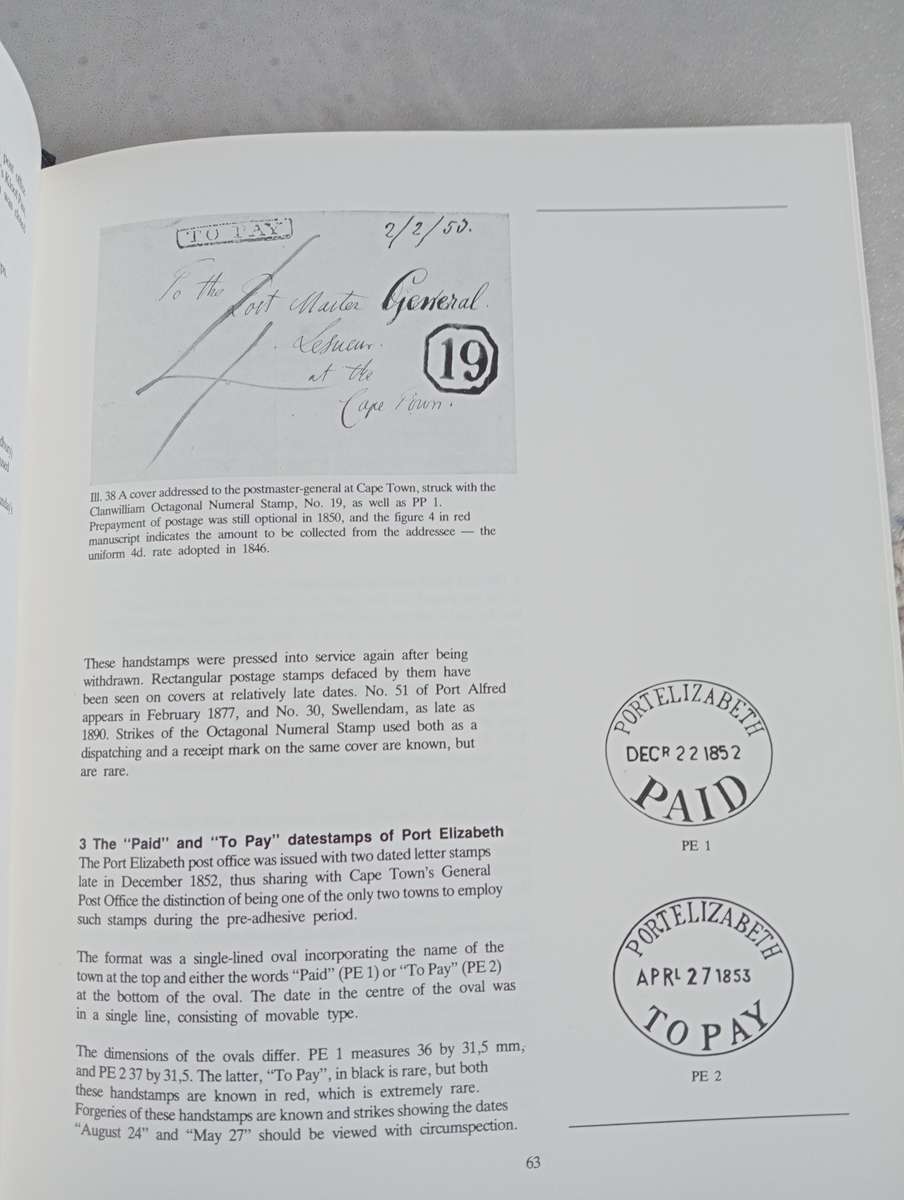 TO PAY
2/2/50.
To the Post Master General.
Lesueur.
at the
Cape Town.
4
19
Ill. 38 A cover addressed to the postmaster-general at Cape Town, struck with the
Clanwilliam Octagonal Numeral Stamp, No. 19, as well as PP 1.
Prepayment of postage was still optional in 1850, and the figure 4 in red
manuscript indicates the amount to be collected from the addressee — the
uniform 4d. rate adopted in 1846.
These handstamps were pressed into service again after being
withdrawn. Rectangular postage stamps defaced by them have
been seen on covers at relatively late dates. No. 51 of Port Alfred
appears in February 1877, and No. 30, Swellendam, as late as
1890. Strikes of the Octagonal Numeral Stamp used both as a
dispatching and a receipt mark on the same cover are known, but
are rare.
3 The "Paid" and "To Pay" datestamps of Port Elizabeth
The Port Elizabeth post office was issued with two dated letter stamps
late in December 1852, thus sharing with Cape Town's General
Post Office the distinction of being one of the only two towns to employ
such stamps during the pre-adhesive period.
The format was a single-lined oval incorporating the name of the
town at the top and either the words "Paid" (PE 1) or "To Pay" (PE 2)
at the bottom of the oval. The date in the centre of the oval was
in a single line, consisting of movable type.
The dimensions of the ovals differ. PE 1 measures 36 by 31,5 mm,
and PE 2 37 by 31,5. The latter, "To Pay", in black is rare, but both
these handstamps are known in red, which is extremely rare.
Forgeries of these handstamps are known and strikes showing the dates
"August 24" and "May 27" should be viewed with circumspection.
PORT ELIZABETH
DECR 22 1852
PAID
PE 1
PORT ELIZABETH
APRL 27 1853
TO PAY
PE 2
63